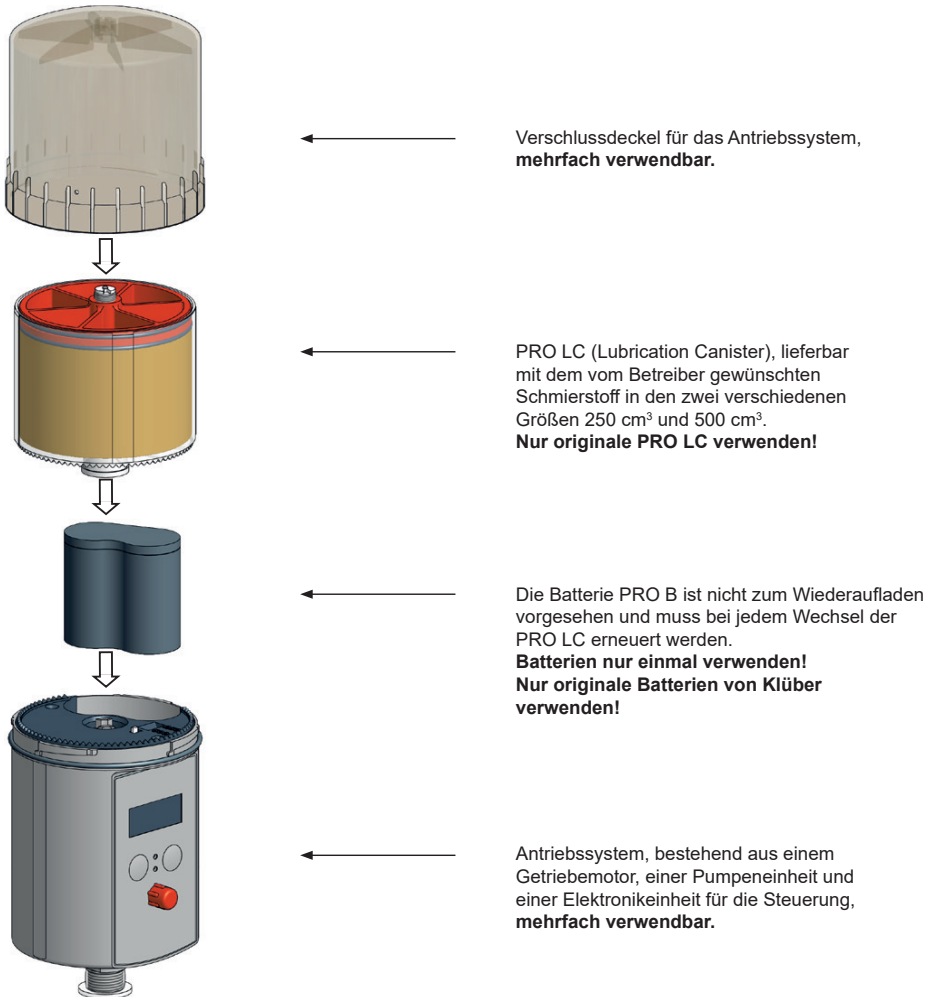 Verschlussdeckel für das Antriebssystem,
mehrfach verwendbar.
PRO LC (Lubrication Canister), lieferbar
mit dem vom Betreiber gewünschten
Schmierstoff in den zwei verschiedenen
Größen 250 cm³ und 500 cm³.
Nur originale PRO LC verwenden!
Die Batterie PRO B ist nicht zum Wiederaufladen
vorgesehen und muss bei jedem Wechsel der
PRO LC erneuert werden.
Batterien nur einmal verwenden!
Nur originale Batterien von Klüber
verwenden!
Antriebssystem, bestehend aus einem
Getriebemotor, einer Pumpeneinheit und
einer Elektronikeinheit für die Steuerung,
mehrfach verwendbar.